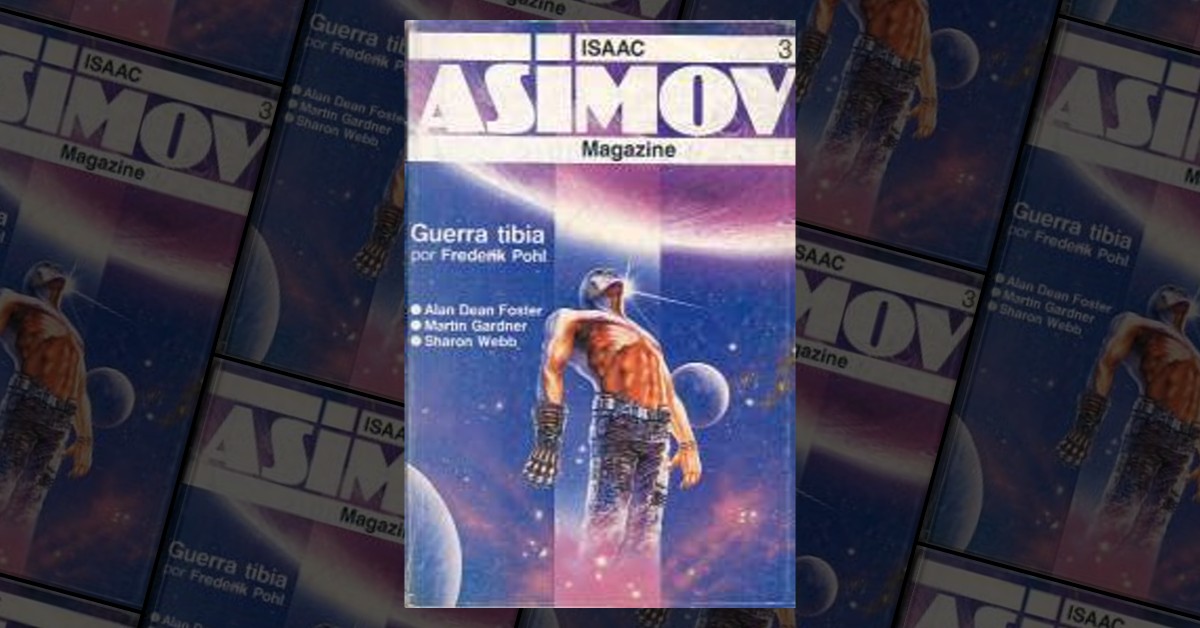 ISAAC
3
ASIMOV
Magazine
Guerra tibia
por Frederik Pohl
● Alan Dean Foster
● Martin Gardner
● Sharon Webb